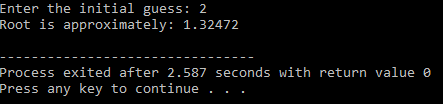 Enter the initial guess: 2
Root is approximately: 1.32472
--------------------------------
Process exited after 2.587 seconds with return value 0
Press any key to continue . . .